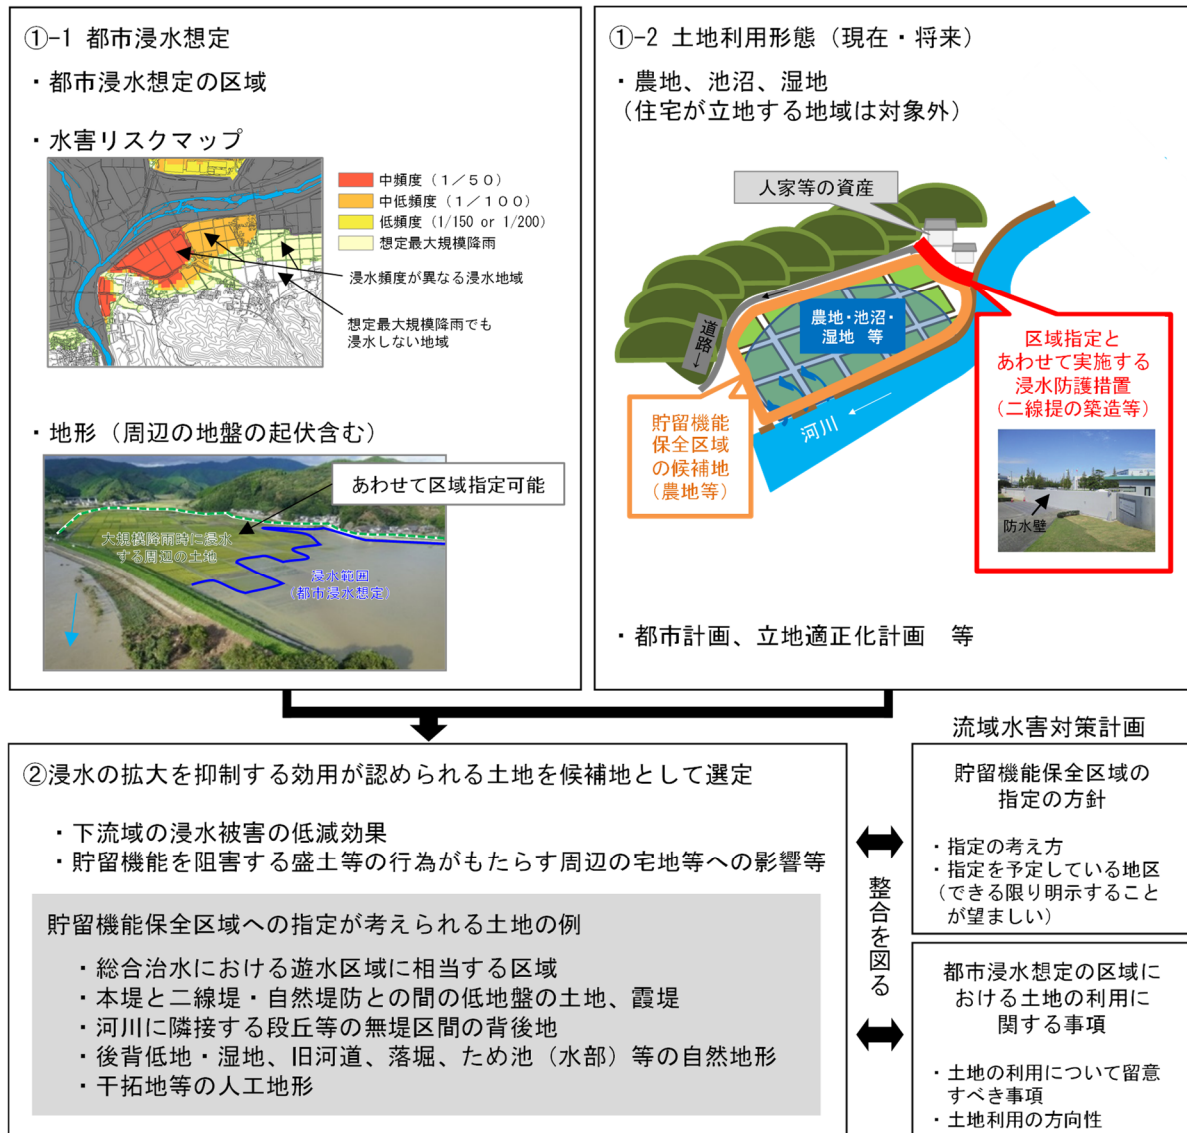 ①-1 都市浸水想定
・都市浸水想定の区域
・水害リスクマップ
中頻度（１／５０）
中低頻度（１／１００）
低頻度（1/150 or 1/200）
想定最大規模降雨
浸水頻度が異なる浸水地域
想定最大規模降雨でも
浸水しない地域
・地形（周辺の地盤の起伏含む）
あわせて区域指定可能
大規模降雨時に浸水
する周辺の土地
浸水範囲
（都市浸水想定）
①-2 土地利用形態（現在・将来）
・農地、池沼、湿地
（住宅が立地する地域は対象外）
人家等の資産
道路→
農地・池沼・
湿地 等
河川
貯留機能
保全区域
の候補地
（農地等）
区域指定と
あわせて実施する
浸水防護措置
（二線提の築造等）
防水壁
・都市計画、立地適正化計画　等
②浸水の拡大を抑制する効用が認められる土地を候補地として選定
・下流域の浸水被害の低減効果
・貯留機能を阻害する盛土等の行為がもたらす周辺の宅地等への影響等
貯留機能保全区域への指定が考えられる土地の例
・総合治水における遊水区域に相当する区域
・本堤と二線堤・自然堤防との間の低地盤の土地、霞堤
・河川に隣接する段丘等の無堤区間の背後地
・後背低地・湿地、旧河道、落堀、ため池（水部）等の自然地形
・干拓地等の人工地形
整合を図る
流域水害対策計画
貯留機能保全区域の
指定の方針
・指定の考え方
・指定を予定している地区
（できる限り明示すること
が望ましい）
都市浸水想定の区域に
おける土地の利用に
関する事項
・土地の利用について留意
すべき事項
・土地利用の方向性